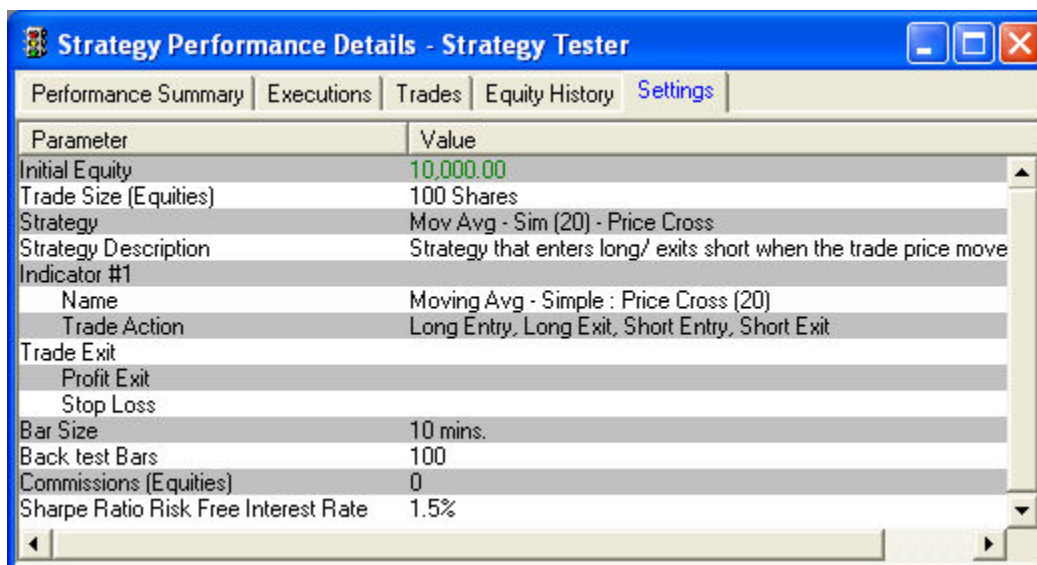 Strategy Performance Details - Strategy Tester
Performance Summary Executions Trades Equity History Settings
Parameter Value
Initial Equity 10,000.00
Trade Size (Equities) 100 Shares
Strategy Mov Avg - Sim (20) - Price Cross
Strategy Description Strategy that enters long/ exits short when the trade price move
Indicator #1
Name Moving Avg - Simple : Price Cross (20)
Trade Action Long Entry, Long Exit, Short Entry, Short Exit
Trade Exit
Profit Exit
Stop Loss
Bar Size 10 mins.
Back test Bars 100
Commissions (Equities) 0
Sharpe Ratio Risk Free Interest Rate 1.5%